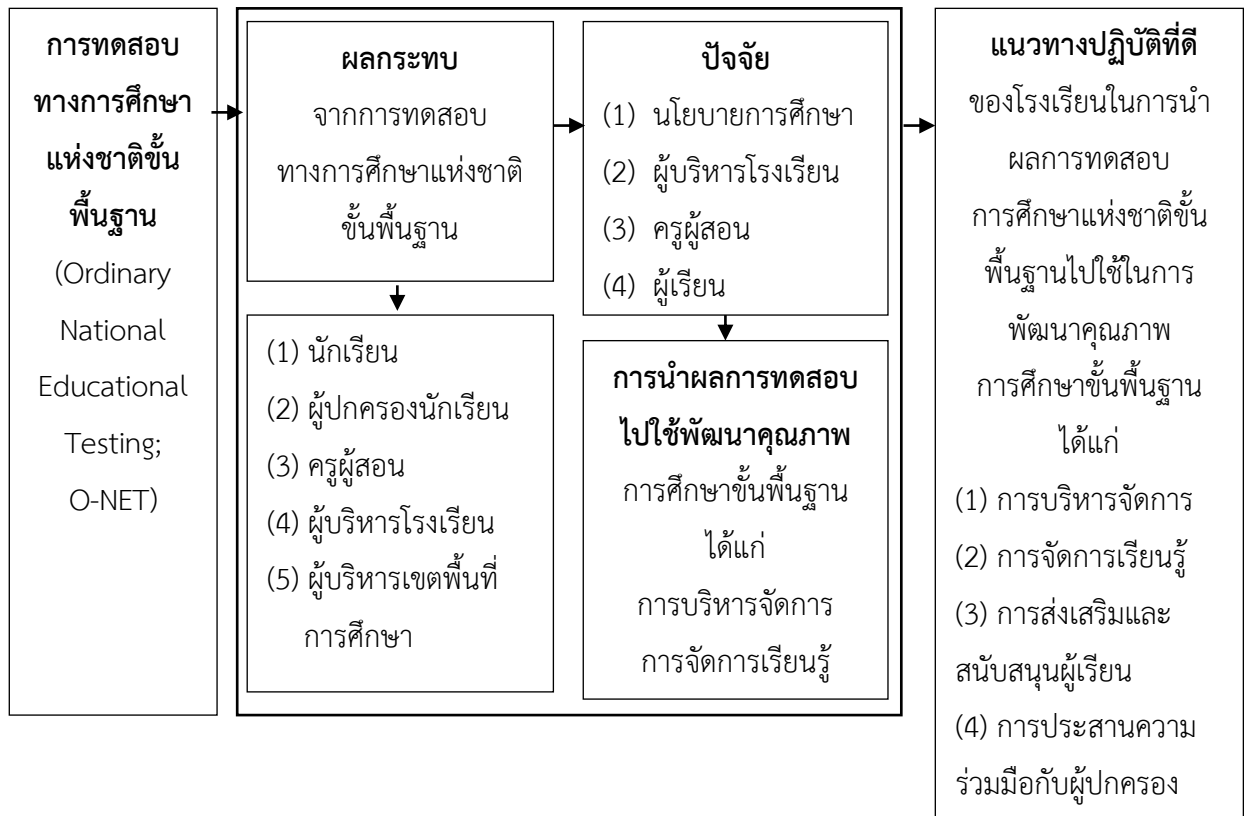 การทดสอบ
ทางการศึกษา
แห่งชาติขั้น
พื้นฐาน
(Ordinary
National
Educational
Testing;
O-NET)
ผลกระทบ
จากการทดสอบ
ทางการศึกษาแห่งชาติ
ขั้นพื้นฐาน
(1) นักเรียน
(2) ผู้ปกครองนักเรียน
(3) ครูผู้สอน
(4) ผู้บริหารโรงเรียน
(5) ผู้บริหารเขตพื้นที่
การศึกษา
ปัจจัย
(1) นโยบายการศึกษา
(2) ผู้บริหารโรงเรียน
(3) ครูผู้สอน
(4) ผู้เรียน
การนำผลการทดสอบ
ไปใช้พัฒนาคุณภาพ
การศึกษาขั้นพื้นฐาน
ได้แก่
การบริหารจัดการ
การจัดการเรียนรู้
แนวทางปฏิบัติที่ดี
ของโรงเรียนในการนำ
ผลการทดสอบ
การศึกษาแห่งชาติขั้น
พื้นฐานไปใช้ในการ
พัฒนาคุณภาพ
การศึกษาขั้นพื้นฐาน
ได้แก่
(1) การบริหารจัดการ
(2) การจัดการเรียนรู้
(3) การส่งเสริมและ
สนับสนุนผู้เรียน
(4) การประสานความ
ร่วมมือกับผู้ปกครอง